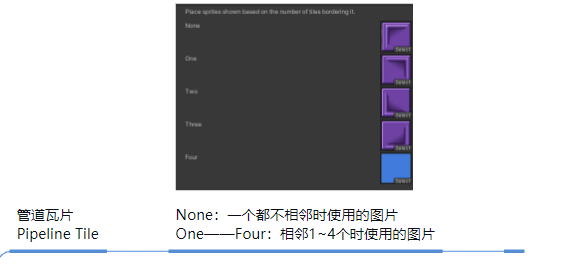 Place sprites shown based on the number of tiles bordering it.
None
Select
One
Select
Two
Select
Three
Select
Four
Select
管道瓦片
Pipeline Tile
None：一个都不相邻时使用的图片
One——Four：相邻1~4个时使用的图片